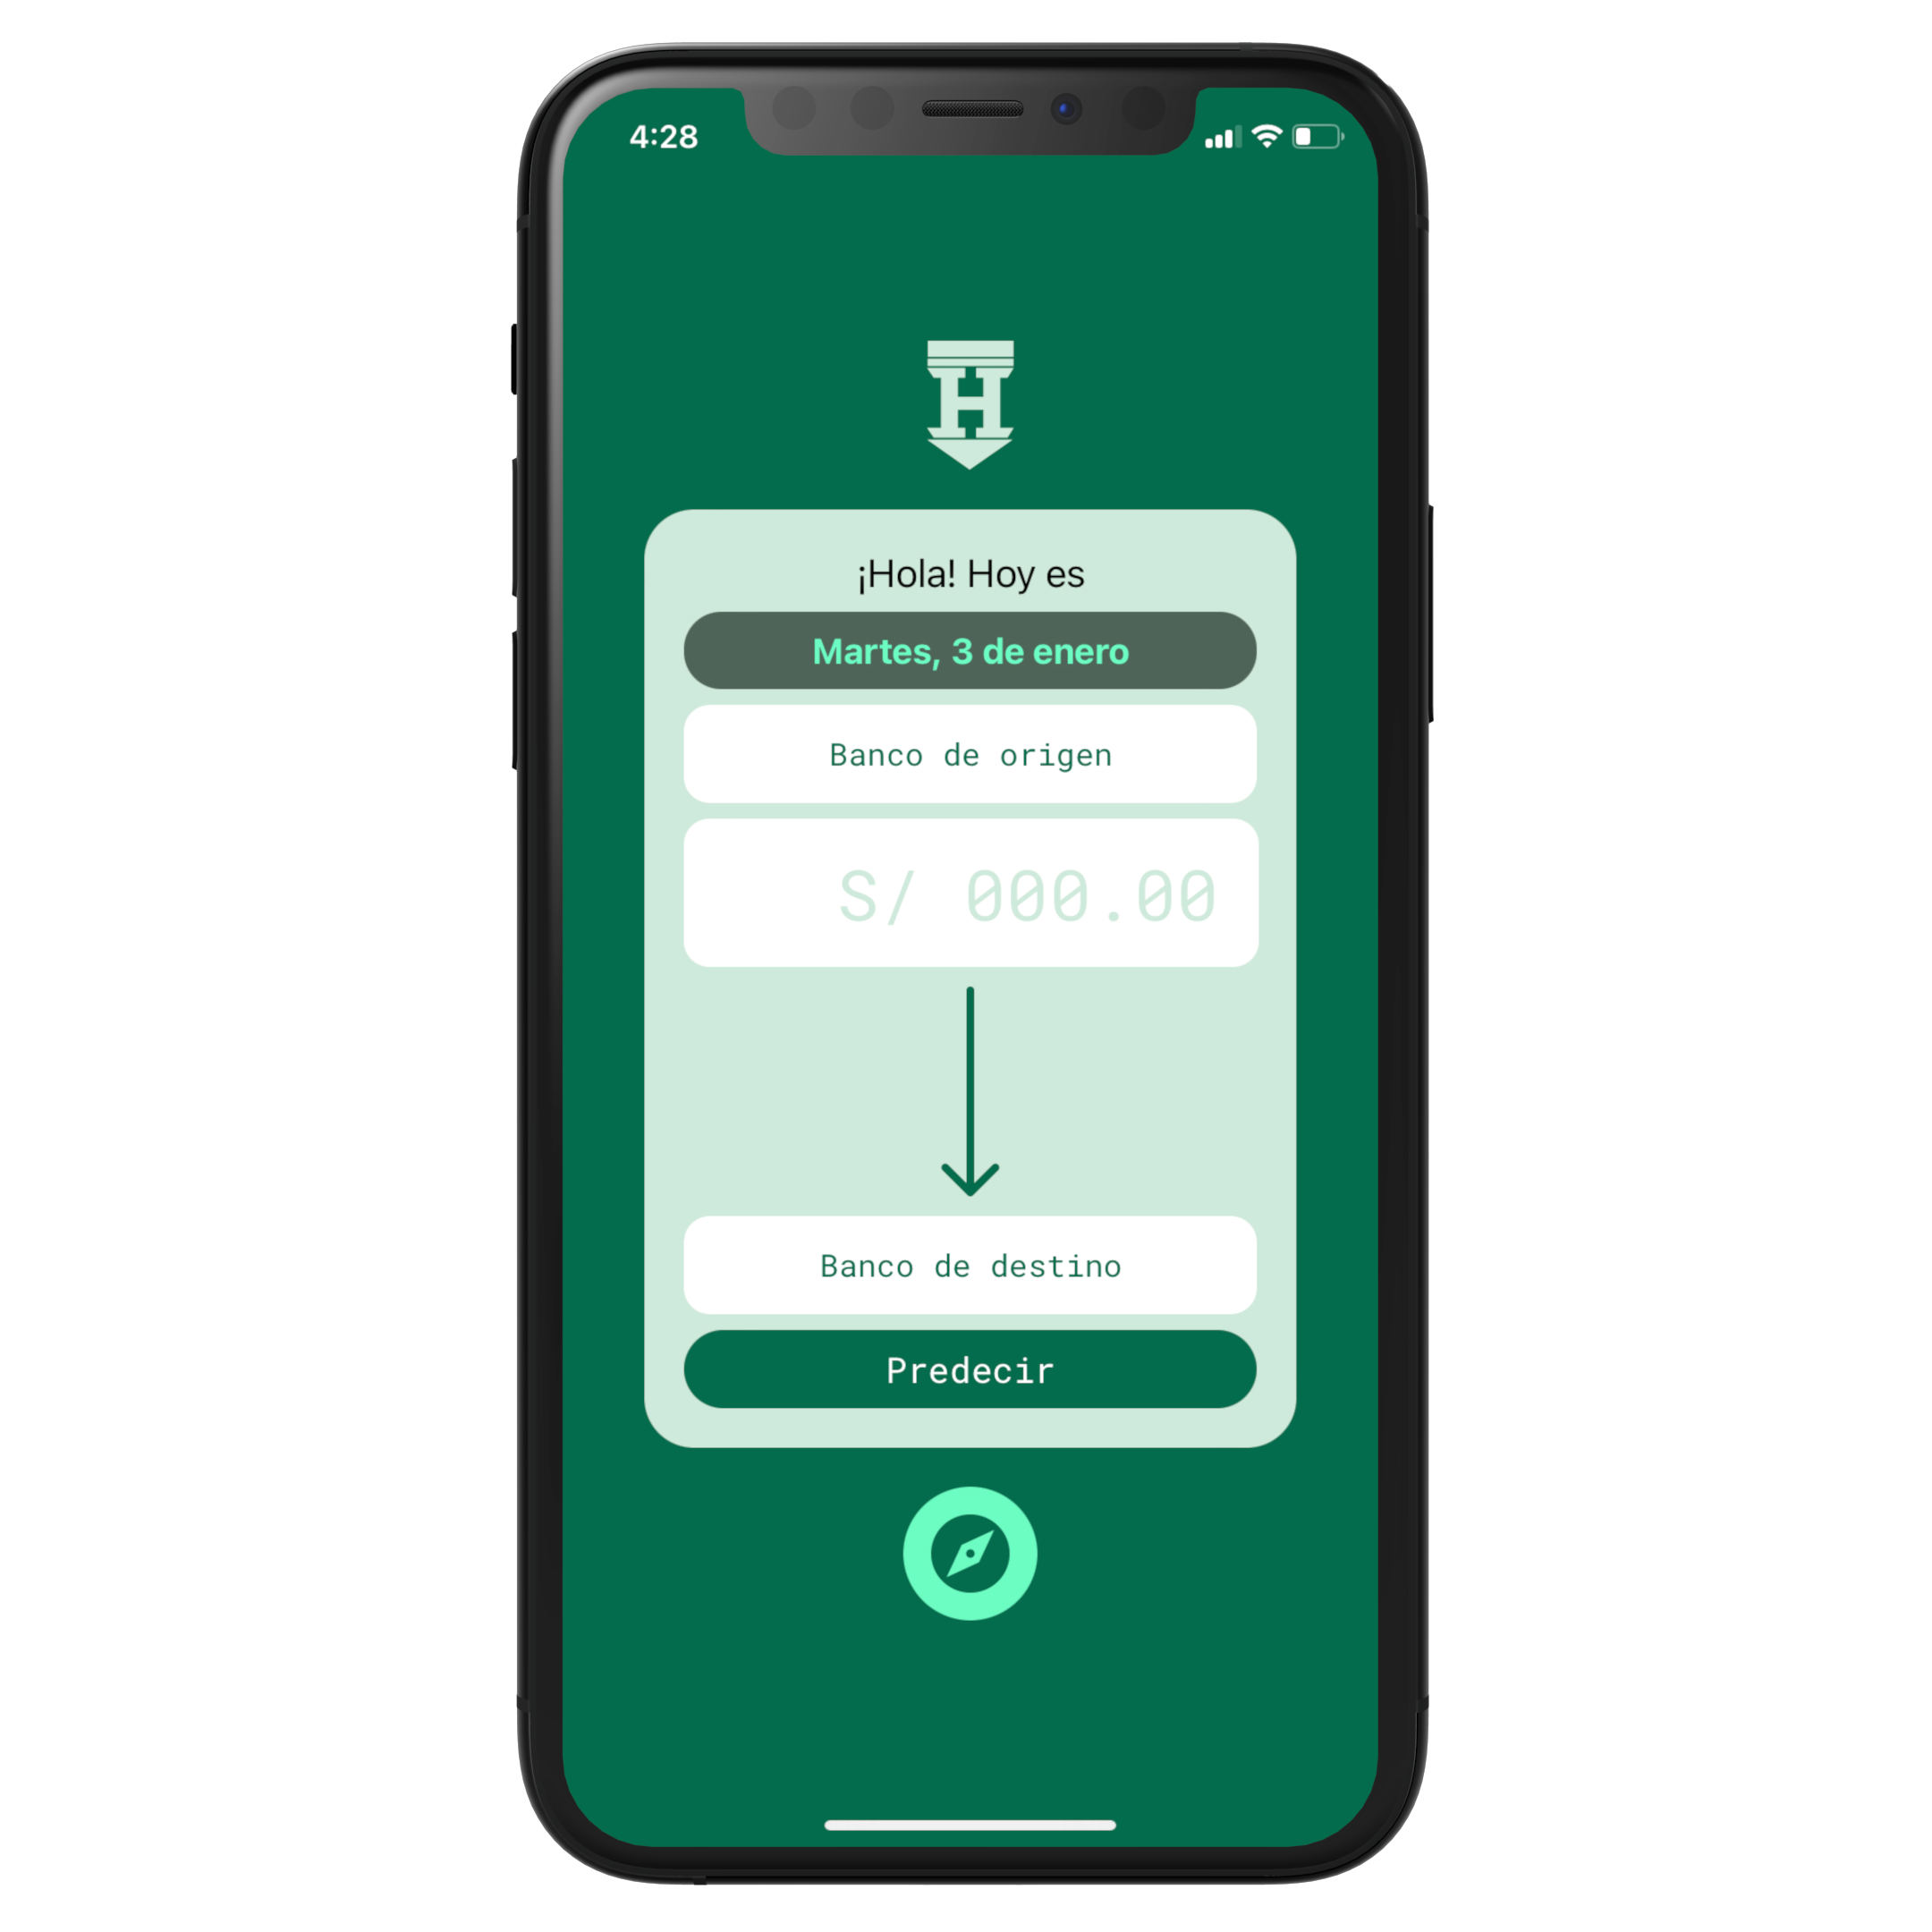 4:28
H
¡Hola! Hoy es
Martes, 3 de enero
Banco de origen
S/ 000.00
Banco de destino
Predecir